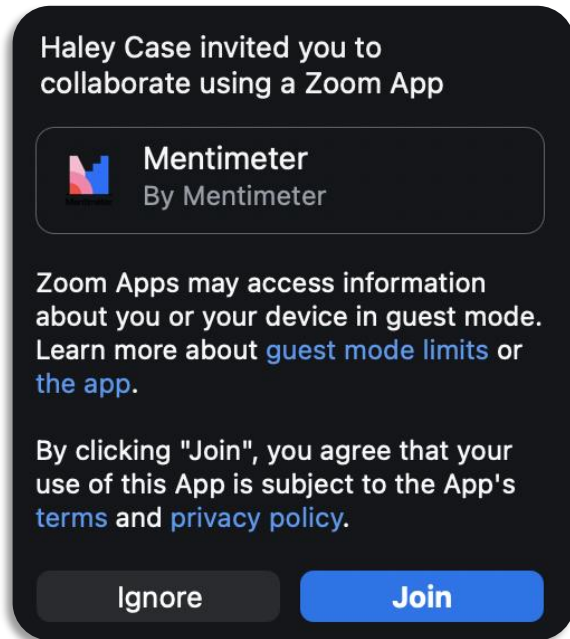 Haley Case invited you to
collaborate using a Zoom App
Mentimeter
By Mentimeter
Zoom Apps may access information
about you or your device in guest mode.
Learn more about guest mode limits or
the app.
By clicking "Join", you agree that your
use of this App is subject to the App's
terms and privacy policy.
Ignore
Join